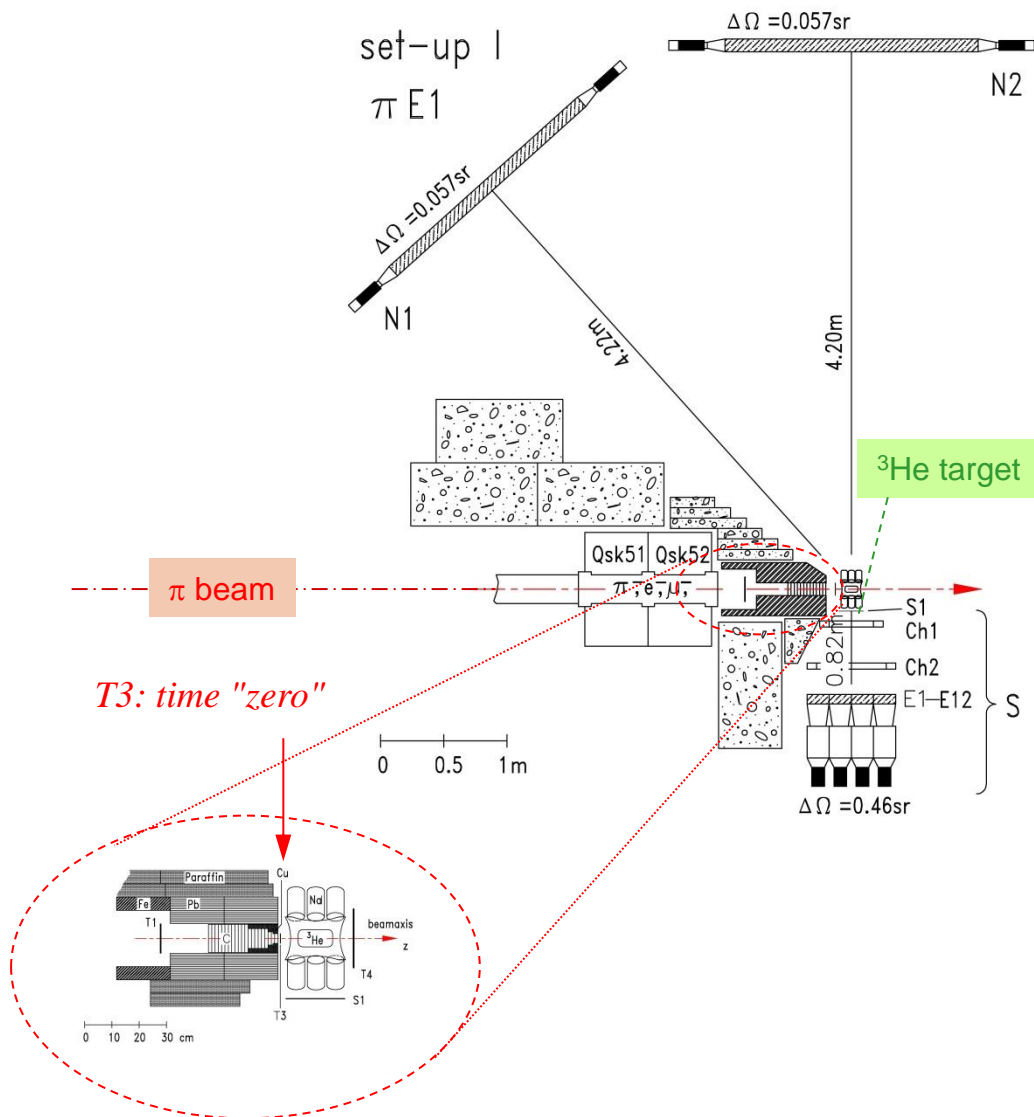 set-up I
π E1
ΔΩ =0.057sr
N2
ΔΩ =0.057sr
N1
4.22m
4.20m
³He target
Qsk51 Qsk52
π⁻,e⁻,μ⁻,
π beam
S1
Ch1
Ch2
0.82m
E1–E12
S
ΔΩ =0.46sr
T3: time "zero"
0 0.5 1m
Paraffin
Cu
Fe Pb
NaI
T1
C
³He
beamaxis
z
T4
S1
T3
0 10 20 30 cm